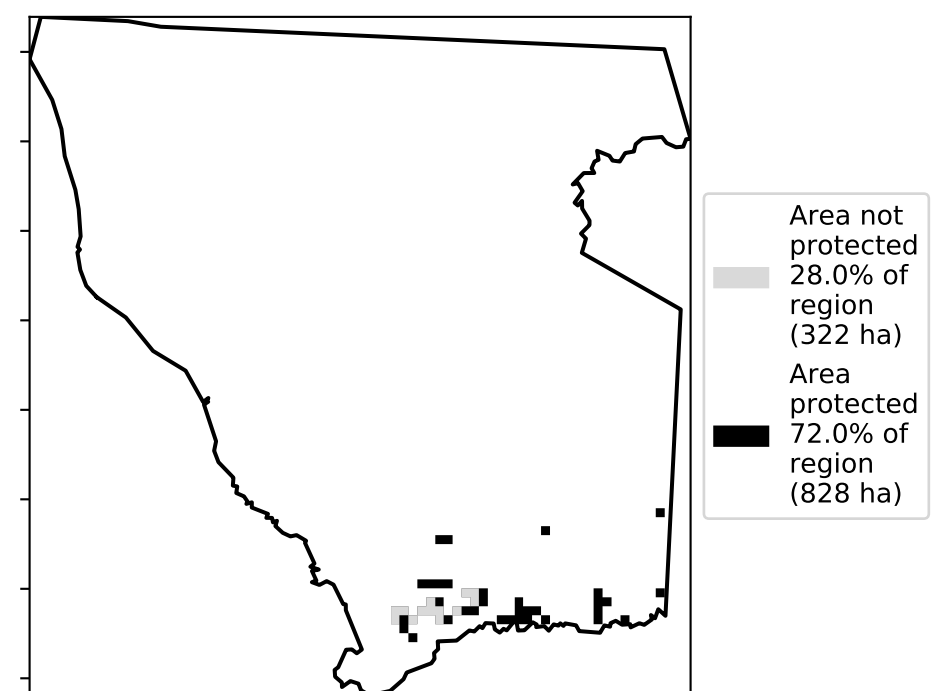 Area not
protected
28.0% of
region
(322 ha)
Area
protected
72.0% of
region
(828 ha)